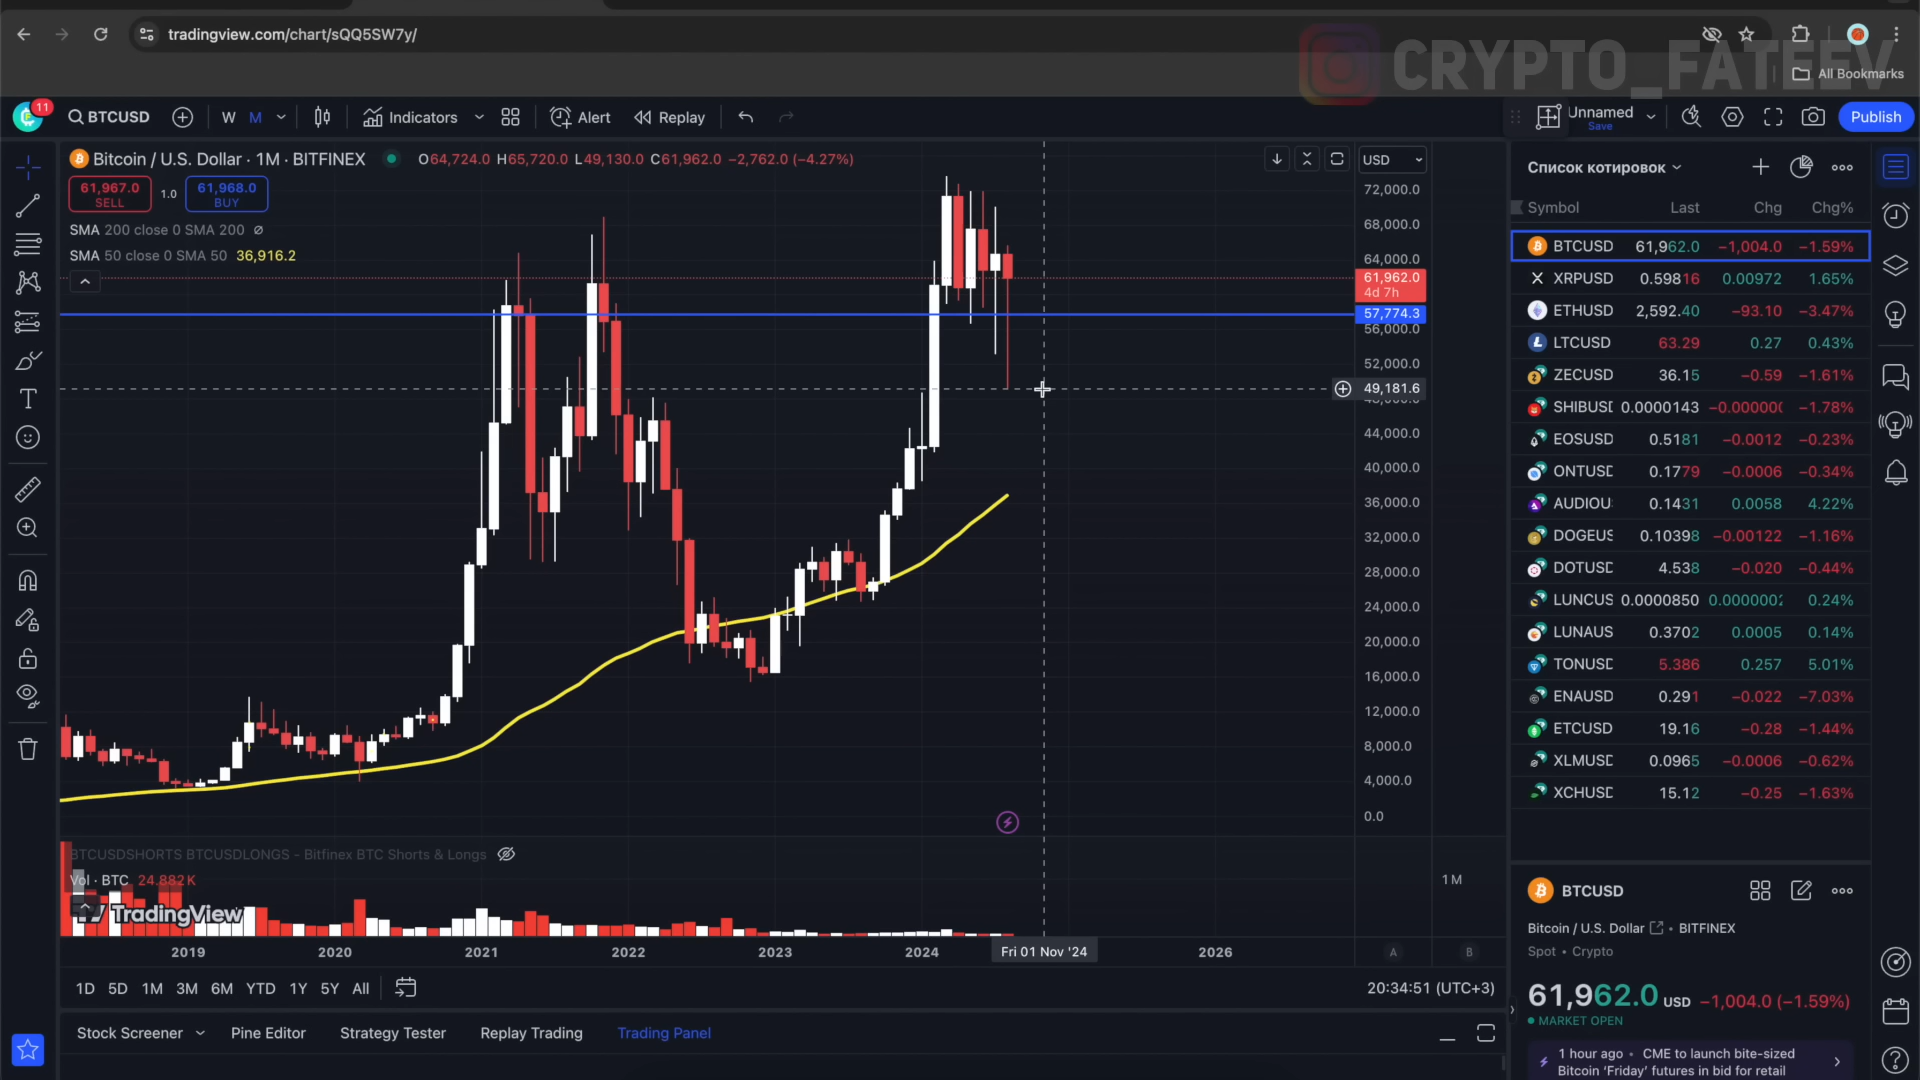 tradingview.com/chart/sQQ5SW7y/
CRYPTO_FATEEV
All Bookmarks
11
BTCUSD
W M
Indicators
Alert
Replay
Unnamed
Save
Publish
Bitcoin / U.S. Dollar · 1M · BITFINEX
O64,724.0 H65,720.0 L49,130.0 C61,962.0 −2,762.0 (−4.27%)
61,967.0
SELL
1.0
61,968.0
BUY
SMA 200 close 0 SMA 200 ∅
SMA 50 close 0 SMA 50 36,916.2
USD
72,000.0
68,000.0
64,000.0
61,962.0
4d 7h
57,774.3
56,000.0
52,000.0
49,181.6
48,000.0
44,000.0
40,000.0
36,000.0
32,000.0
28,000.0
24,000.0
20,000.0
16,000.0
12,000.0
8,000.0
4,000.0
0.0
BTCUSDSHORTS BTCUSDLONGS - Bitfinex BTC Shorts & Longs
Vol · BTC 24.882K
TradingView
1 M
2019 2020 2021 2022 2023 2024 Fri 01 Nov '24 2026
A B
1D 5D 1M 3M 6M YTD 1Y 5Y All
20:34:51 (UTC+3)
Stock Screener Pine Editor Strategy Tester Replay Trading Trading Panel
Список котировок
Symbol Last Chg Chg%
BTCUSD 61,962.0 −1,004.0 −1.59%
XRPUSD 0.59816 0.00972 1.65%
ETHUSD 2,592.40 −93.10 −3.47%
LTCUSD 63.29 0.27 0.43%
ZECUSD 36.15 −0.59 −1.61%
SHIBUSD 0.0000143 −0.0000000 −1.78%
EOSUSD 0.5181 −0.0012 −0.23%
ONTUSD 0.1779 −0.0006 −0.34%
AUDIOU 0.1431 0.0058 4.22%
DOGEUS 0.10398 −0.00122 −1.16%
DOTUSD 4.538 −0.020 −0.44%
LUNCUS 0.0000850 0.0000002 0.24%
LUNAUS 0.3702 0.0005 0.14%
TONUSD 5.386 0.257 5.01%
ENAUSD 0.291 −0.022 −7.03%
ETCUSD 19.16 −0.28 −1.44%
XLMUSD 0.0965 −0.0006 −0.62%
XCHUSD 15.12 −0.25 −1.63%
BTCUSD
Bitcoin / U.S. Dollar • BITFINEX
Spot • Crypto
61,962.0 USD −1,004.0 (−1.59%)
MARKET OPEN
1 hour ago • CME to launch bite-sized
Bitcoin ‘Friday’ futures in bid for retail